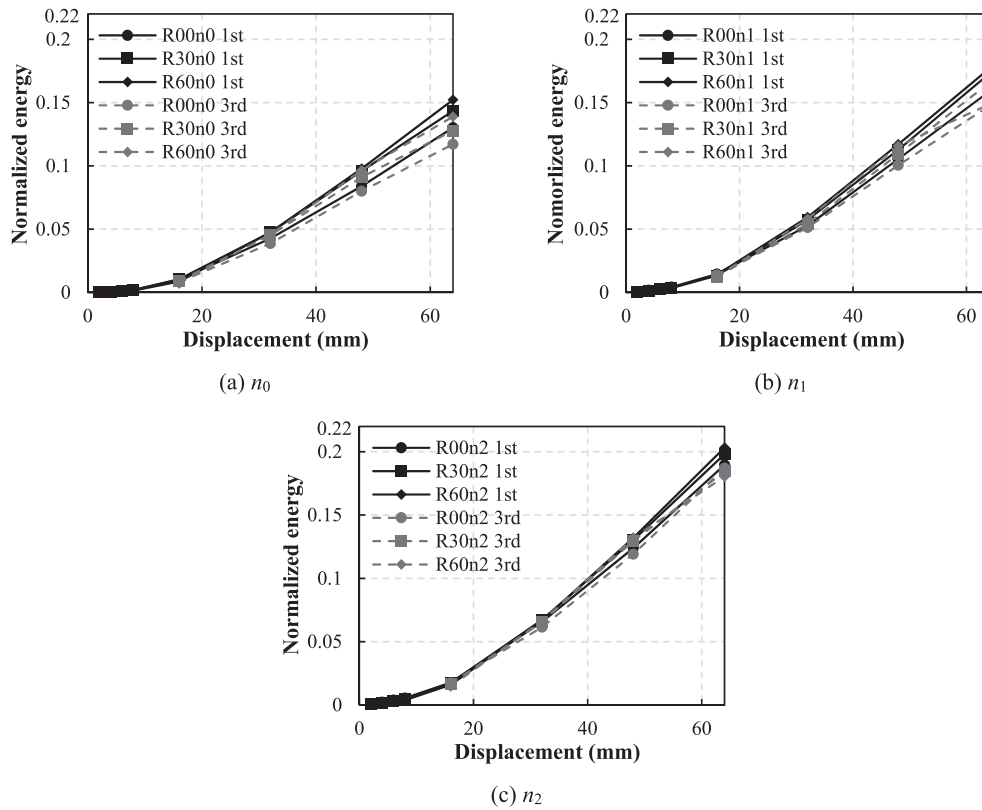 0.22
0.2
0.15
0.1
0.05
0
Normalized energy
R00n0 1st
R30n0 1st
R60n0 1st
R00n0 3rd
R30n0 3rd
R60n0 3rd
0 20 40 60
Displacement (mm)
(a) n0
0.22
0.2
0.15
0.1
0.05
0
Nomorlized energy
R00n1 1st
R30n1 1st
R60n1 1st
R00n1 3rd
R30n1 3rd
R60n1 3rd
0 20 40 60
Displacement (mm)
(b) n1
0.22
0.2
0.15
0.1
0.05
0
Normalized energy
R00n2 1st
R30n2 1st
R60n2 1st
R00n2 3rd
R30n2 3rd
R60n2 3rd
0 20 40 60
Displacement (mm)
(c) n2